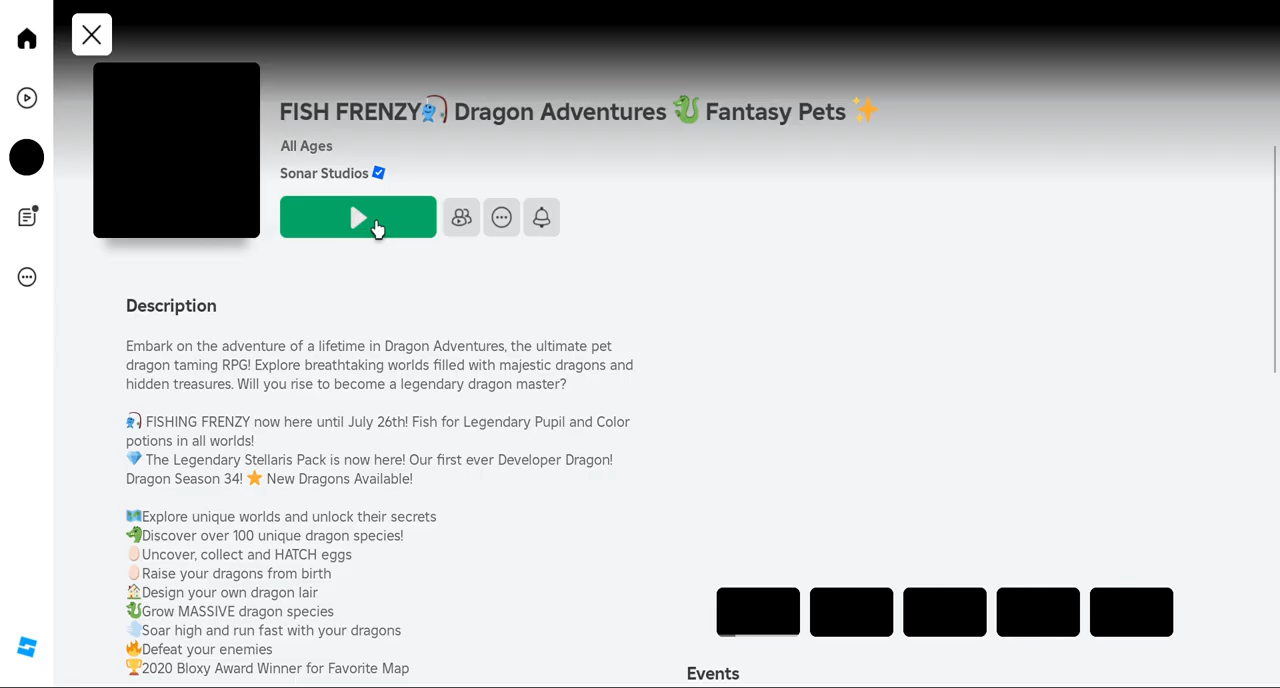 FISH FRENZY🎣 Dragon Adventures 🐉 Fantasy Pets ✨
All Ages
Sonar Studios
Description
Embark on the adventure of a lifetime in Dragon Adventures, the ultimate pet
dragon taming RPG! Explore breathtaking worlds filled with majestic dragons and
hidden treasures. Will you rise to become a legendary dragon master?
🎣 FISHING FRENZY now here until July 26th! Fish for Legendary Pupil and Color
potions in all worlds!
💎 The Legendary Stellaris Pack is now here! Our first ever Developer Dragon!
Dragon Season 34! ⭐ New Dragons Available!
🗺️Explore unique worlds and unlock their secrets
🐲Discover over 100 unique dragon species!
🥚Uncover, collect and HATCH eggs
🥚Raise your dragons from birth
🏠Design your own dragon lair
🐉Grow MASSIVE dragon species
💨Soar high and run fast with your dragons
🔥Defeat your enemies
🏆2020 Bloxy Award Winner for Favorite Map
Events